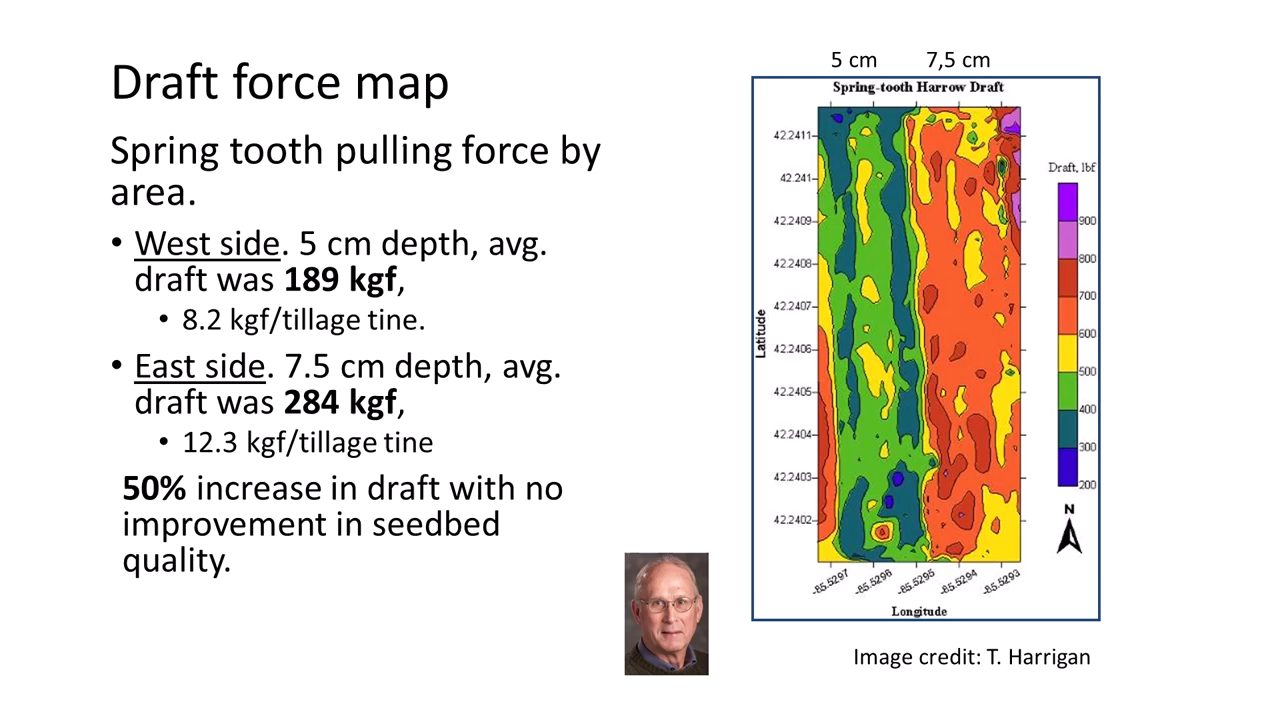 Draft force map
Spring tooth pulling force by
area.
• West side. 5 cm depth, avg.
draft was 189 kgf,
• 8.2 kgf/tillage tine.
• East side. 7.5 cm depth, avg.
draft was 284 kgf,
• 12.3 kgf/tillage tine
50% increase in draft with no
improvement in seedbed
quality.
5 cm 7,5 cm
Spring-tooth Harrow Draft
42.2411
42.241
42.2409
42.2408
42.2407
42.2406
42.2405
42.2404
42.2403
42.2402
Latitude
-85.5297 -85.5296 -85.5295 -85.5294 -85.5293
Longitude
Draft, lbf
900
800
700
600
500
400
300
200
N
Image credit: T. Harrigan